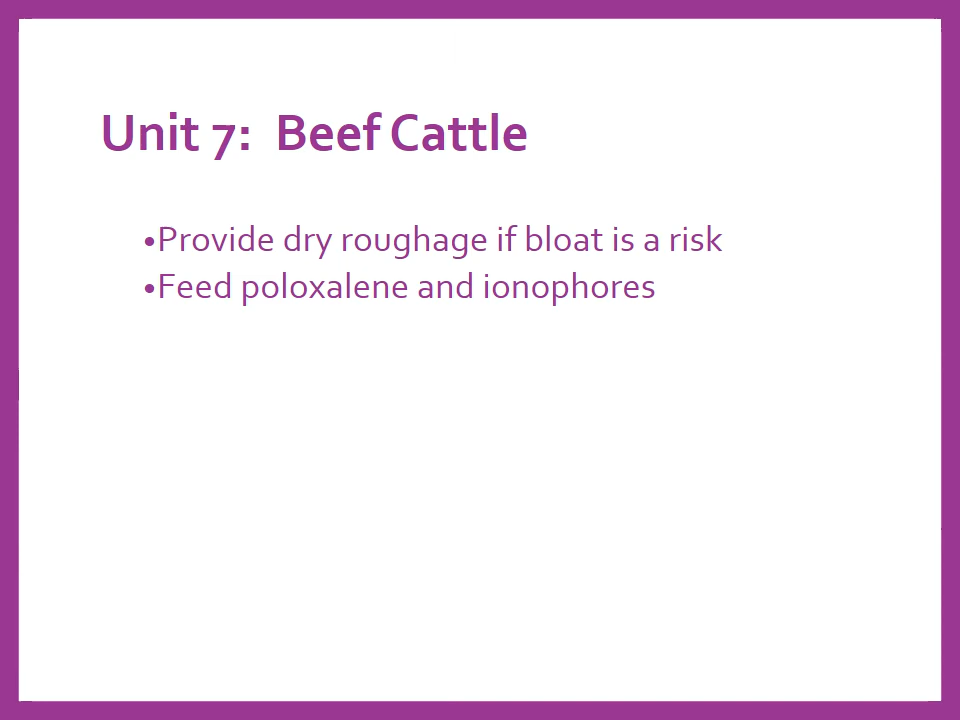 Unit 7:  Beef Cattle
•Provide dry roughage if bloat is a risk
•Feed poloxalene and ionophores